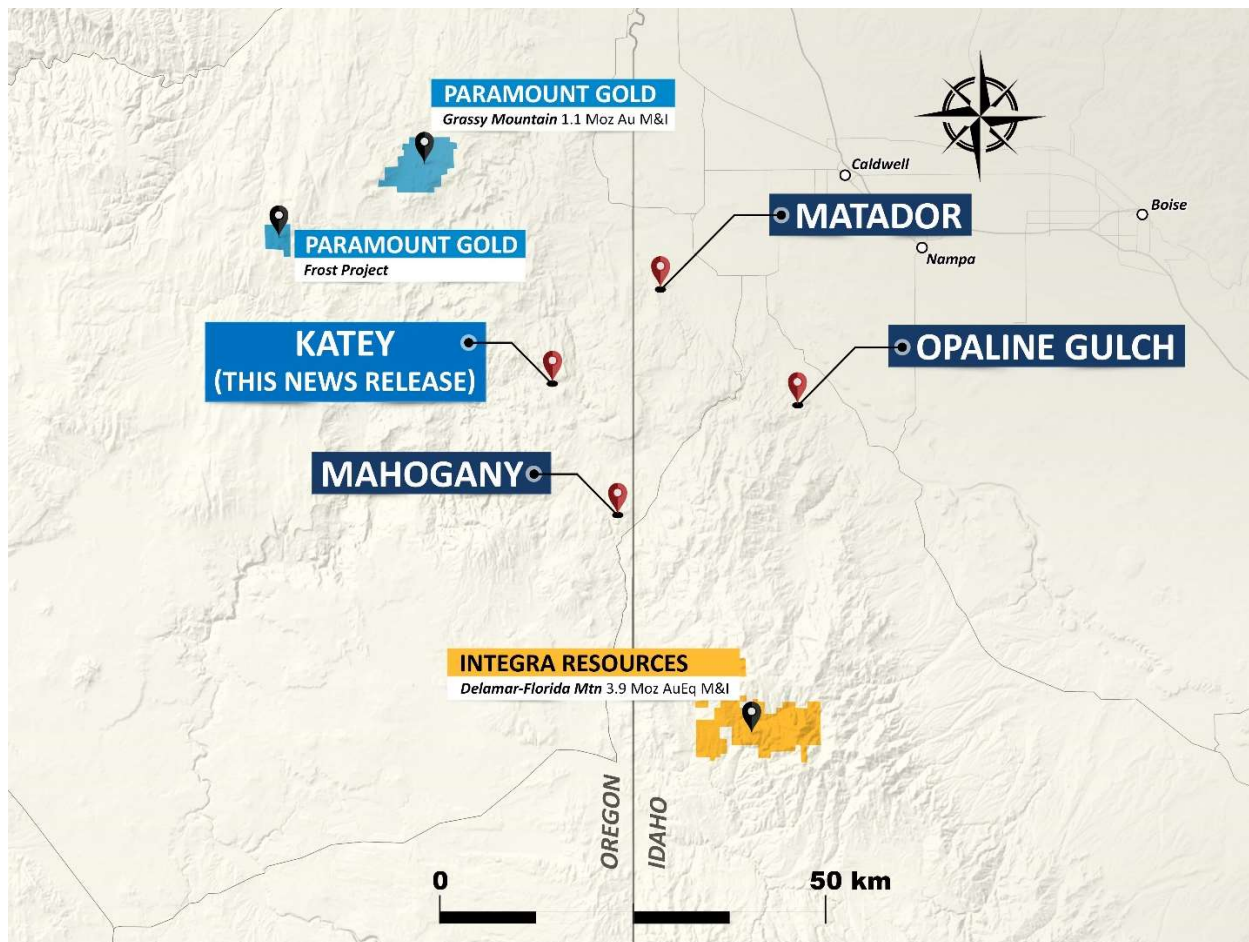 PARAMOUNT GOLD
Grassy Mountain 1.1 Moz Au M&I
Caldwell
MATADOR
Boise
PARAMOUNT GOLD
Frost Project
Nampa
KATEY
(THIS NEWS RELEASE)
OPALINE GULCH
MAHOGANY
INTEGRA RESOURCES
Delamar-Florida Mtn 3.9 Moz AuEq M&I
OREGON
IDAHO
0
50 km